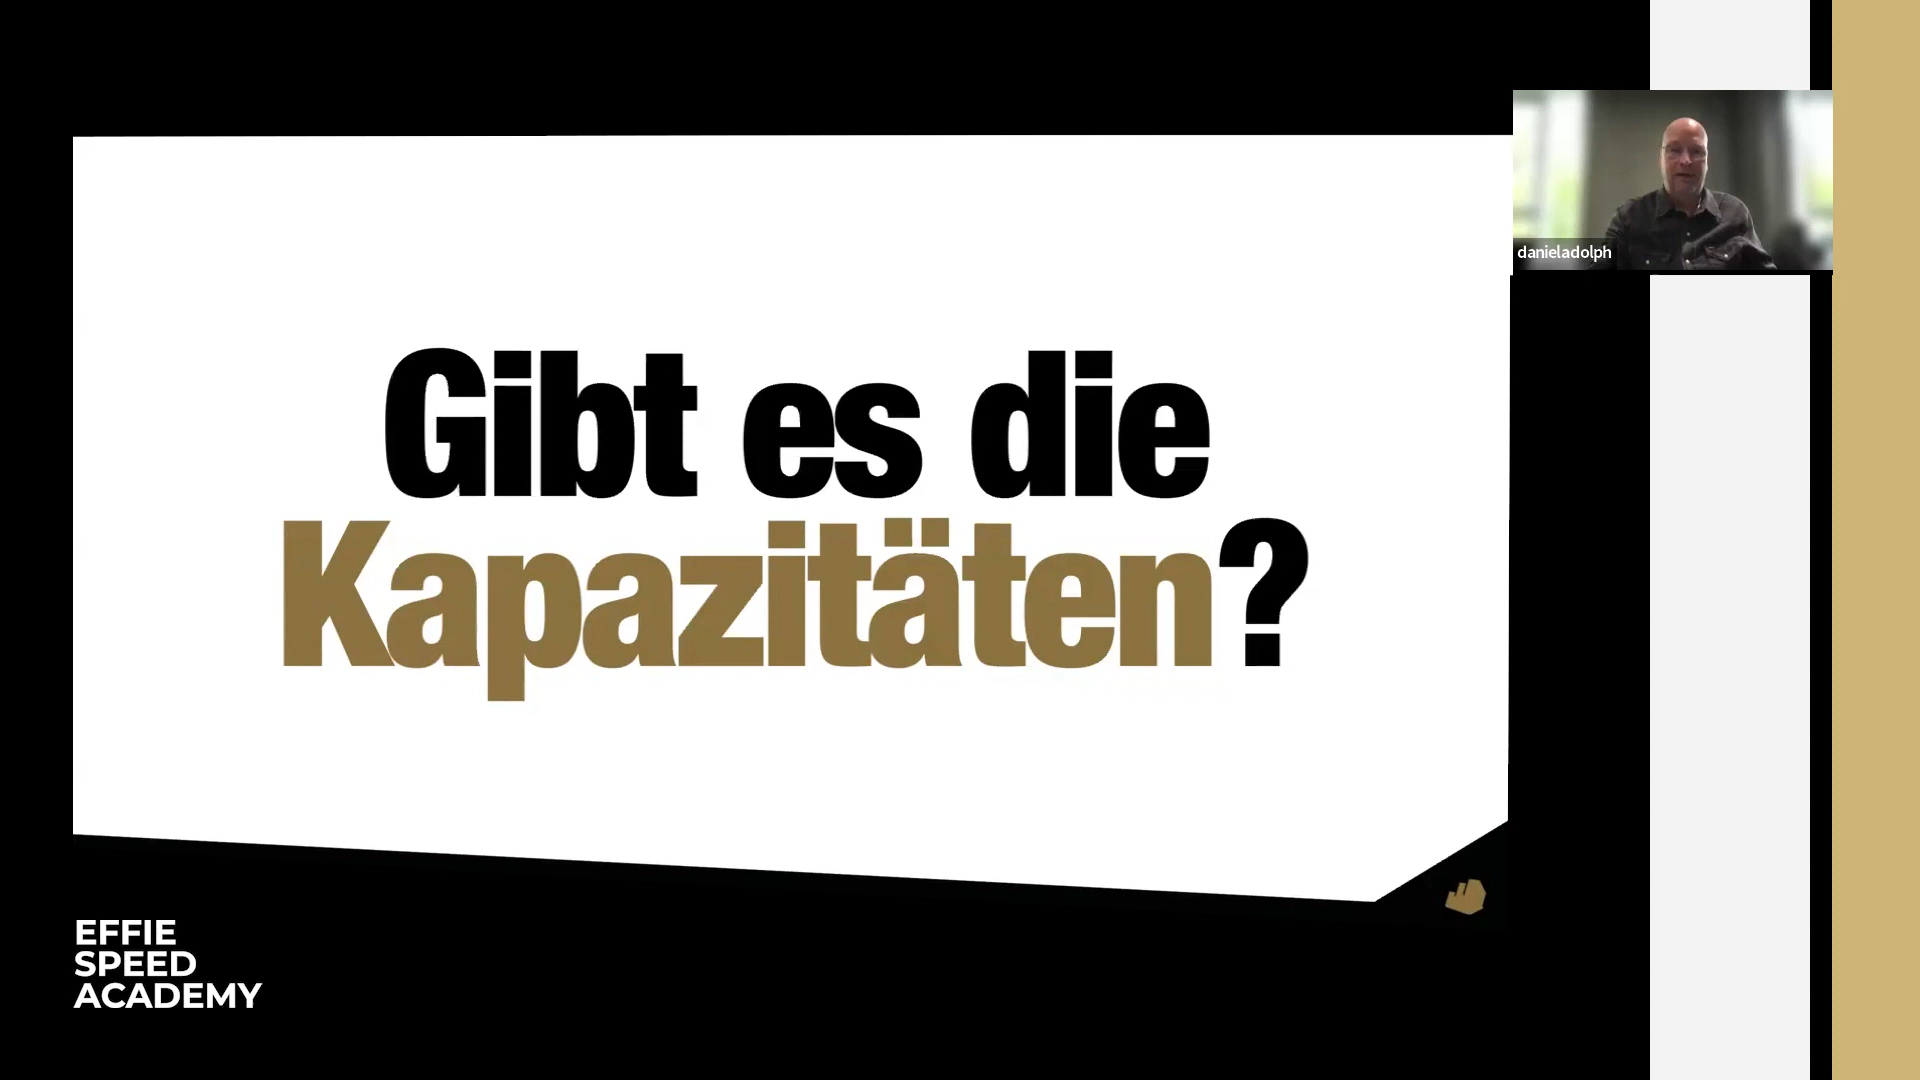 Gibt es die
Kapazitäten?
danieladolph
EFFIE
SPEED
ACADEMY